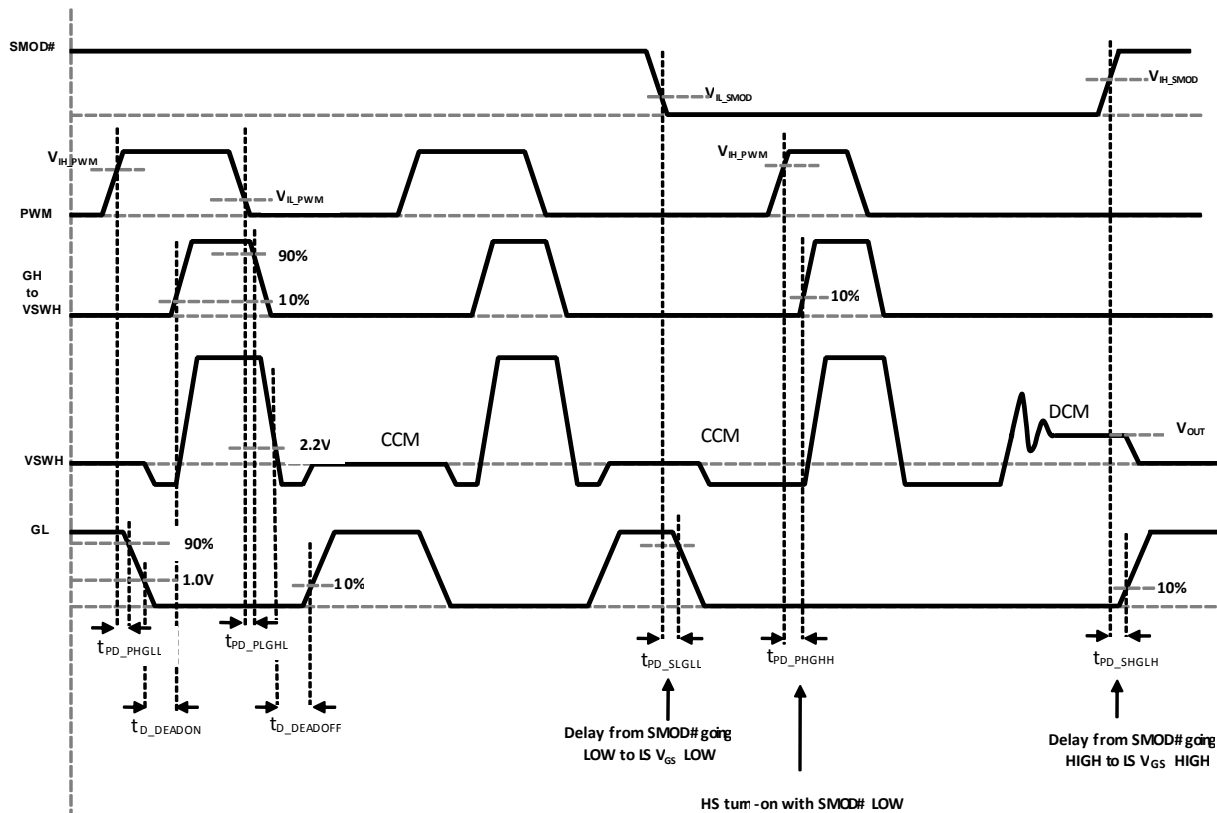 SMOD#
V_IL_SMOD
V_IH_SMOD
V_IH_PWM
V_IH_PWM
V_IL_PWM
PWM
90%
GH
to
VSWH
10%
10%
DCM
CCM
CCM
V_OUT
2.2V
VSWH
GL
90%
1.0V
10%
10%
t_PD_PHGLL
t_PD_PLGHL
t_PD_SLGLL
t_PD_PHGHH
t_PD_SHGLH
t_D_DEADON
t_D_DEADOFF
Delay from SMOD# going
LOW to LS V_GS LOW
Delay from SMOD# going
HIGH to LS V_GS HIGH
HS turn-on with SMOD# LOW